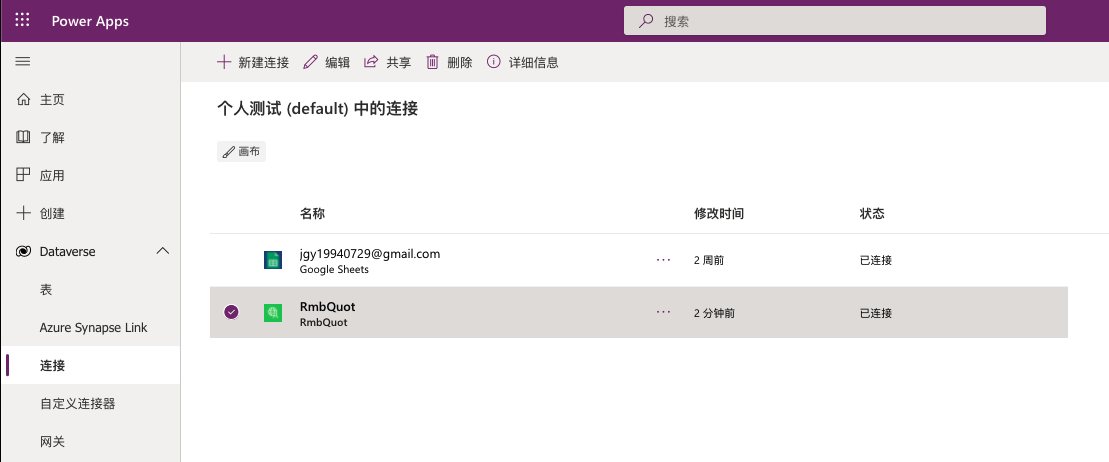 Power Apps
搜索
新建连接 编辑 共享 删除 详细信息
主页
了解
应用
创建
Dataverse
表
Azure Synapse Link
连接
自定义连接器
网关
个人测试 (default) 中的连接
画布
名称 修改时间 状态
jgy19940729@gmail.com ··· 2 周前 已连接
Google Sheets
RmbQuot ··· 2 分钟前 已连接
RmbQuot